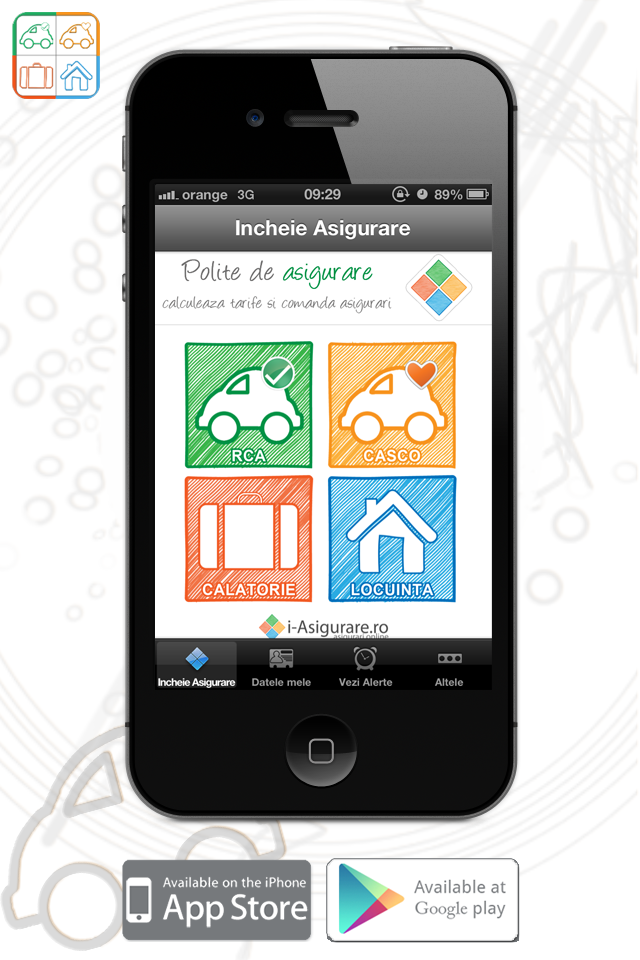 orange 3G 09:29 89%
Incheie Asigurare
Polite de asigurare
calculeaza tarife si comanda asigurari
RCA CASCO
CALATORIE LOCUINTA
i-Asigurare.ro
asigurari online
Incheie Asigurare Datele mele Vezi Alerte Altele
Available on the iPhone
App Store
Available at
Google play